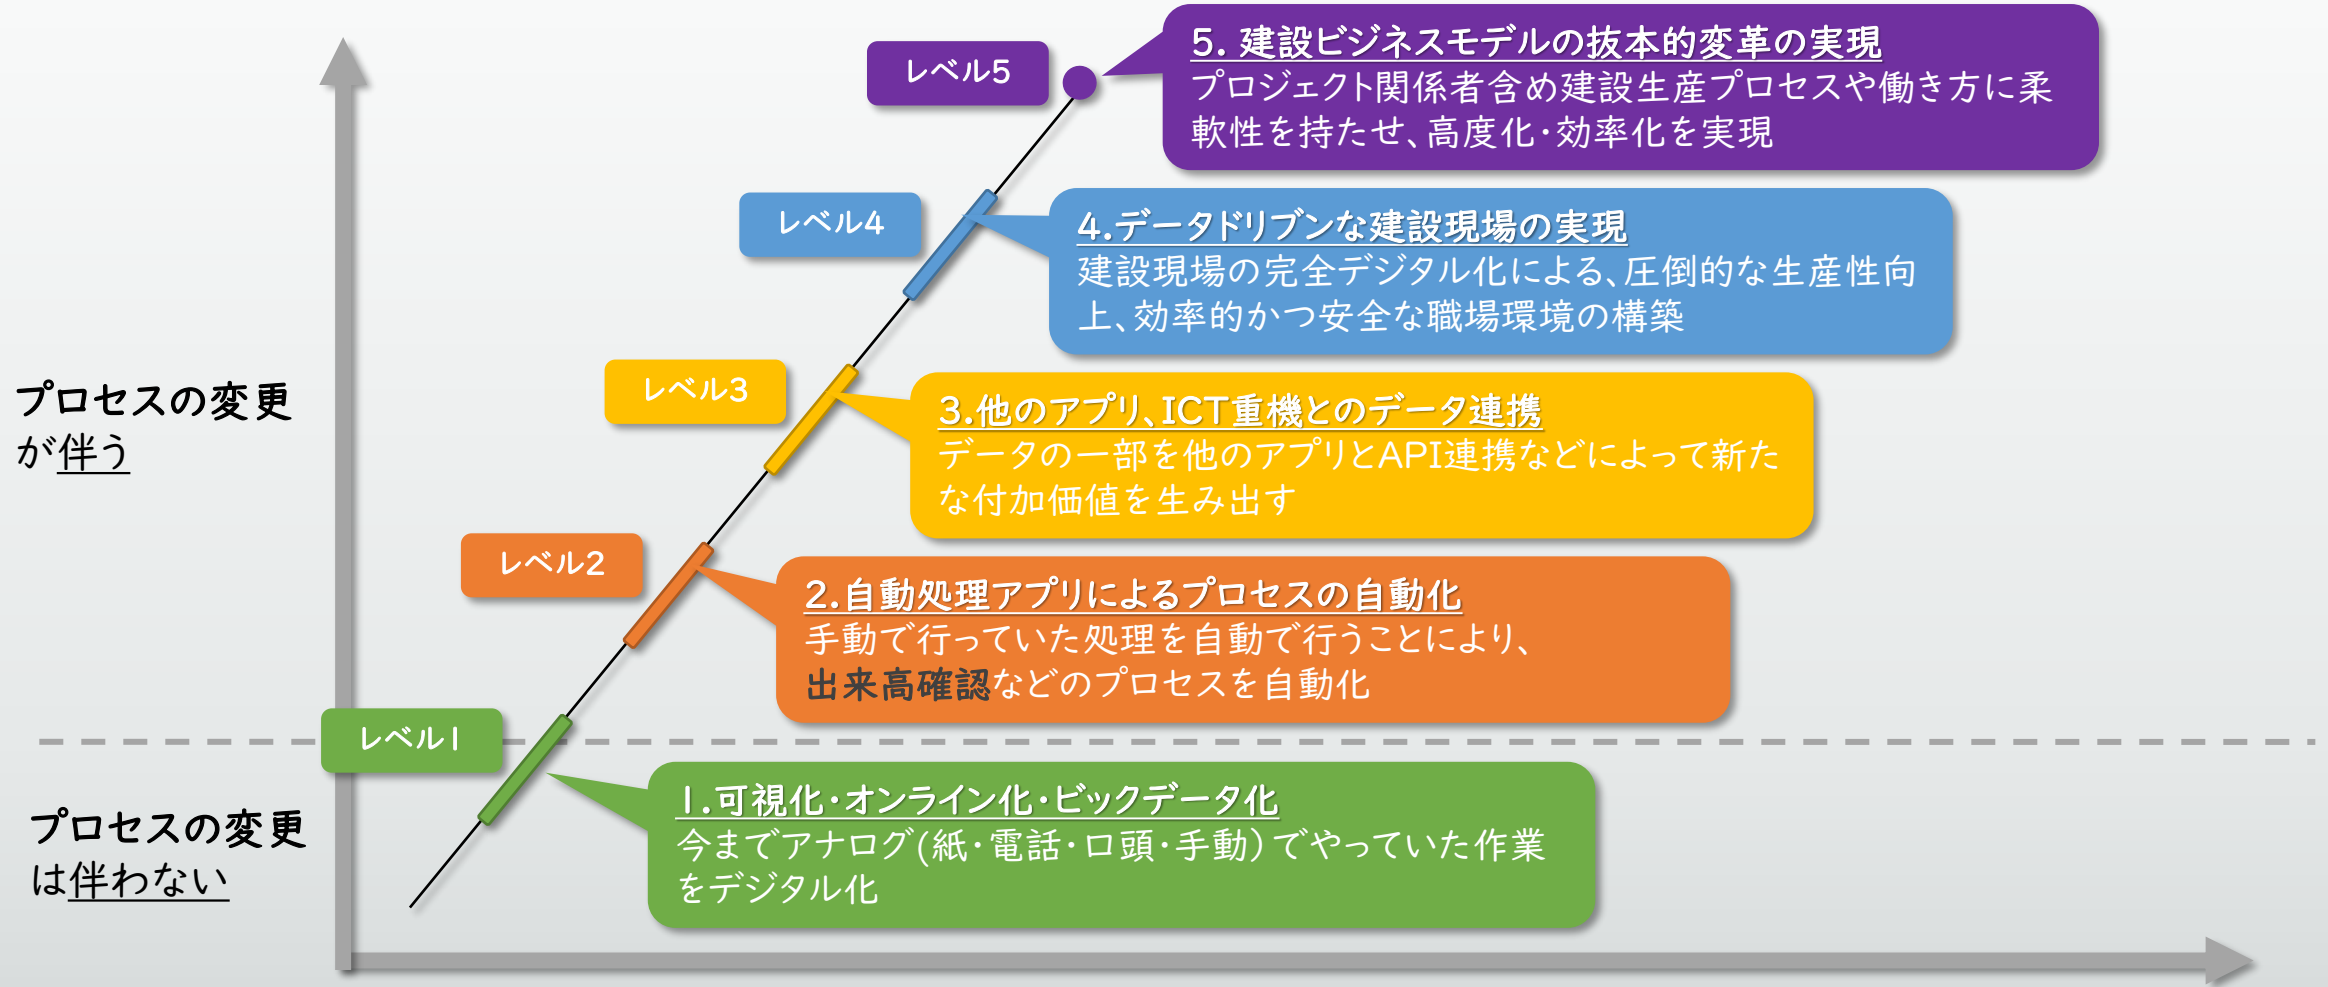 レベル5
5. 建設ビジネスモデルの抜本的変革の実現
プロジェクト関係者含め建設生産プロセスや働き方に柔
軟性を持たせ、高度化・効率化を実現
レベル4
4.データドリブンな建設現場の実現
建設現場の完全デジタル化による、圧倒的な生産性向
上、効率的かつ安全な職場環境の構築
プロセスの変更
が伴う
レベル3
3.他のアプリ、ICT重機とのデータ連携
データの一部を他のアプリとAPI連携などによって新た
な付加価値を生み出す
レベル2
2.自動処理アプリによるプロセスの自動化
手動で行っていた処理を自動で行うことにより、
出来高確認などのプロセスを自動化
レベル1
プロセスの変更
は伴わない
1.可視化・オンライン化・ビックデータ化
今までアナログ(紙・電話・口頭・手動）でやっていた作業
をデジタル化